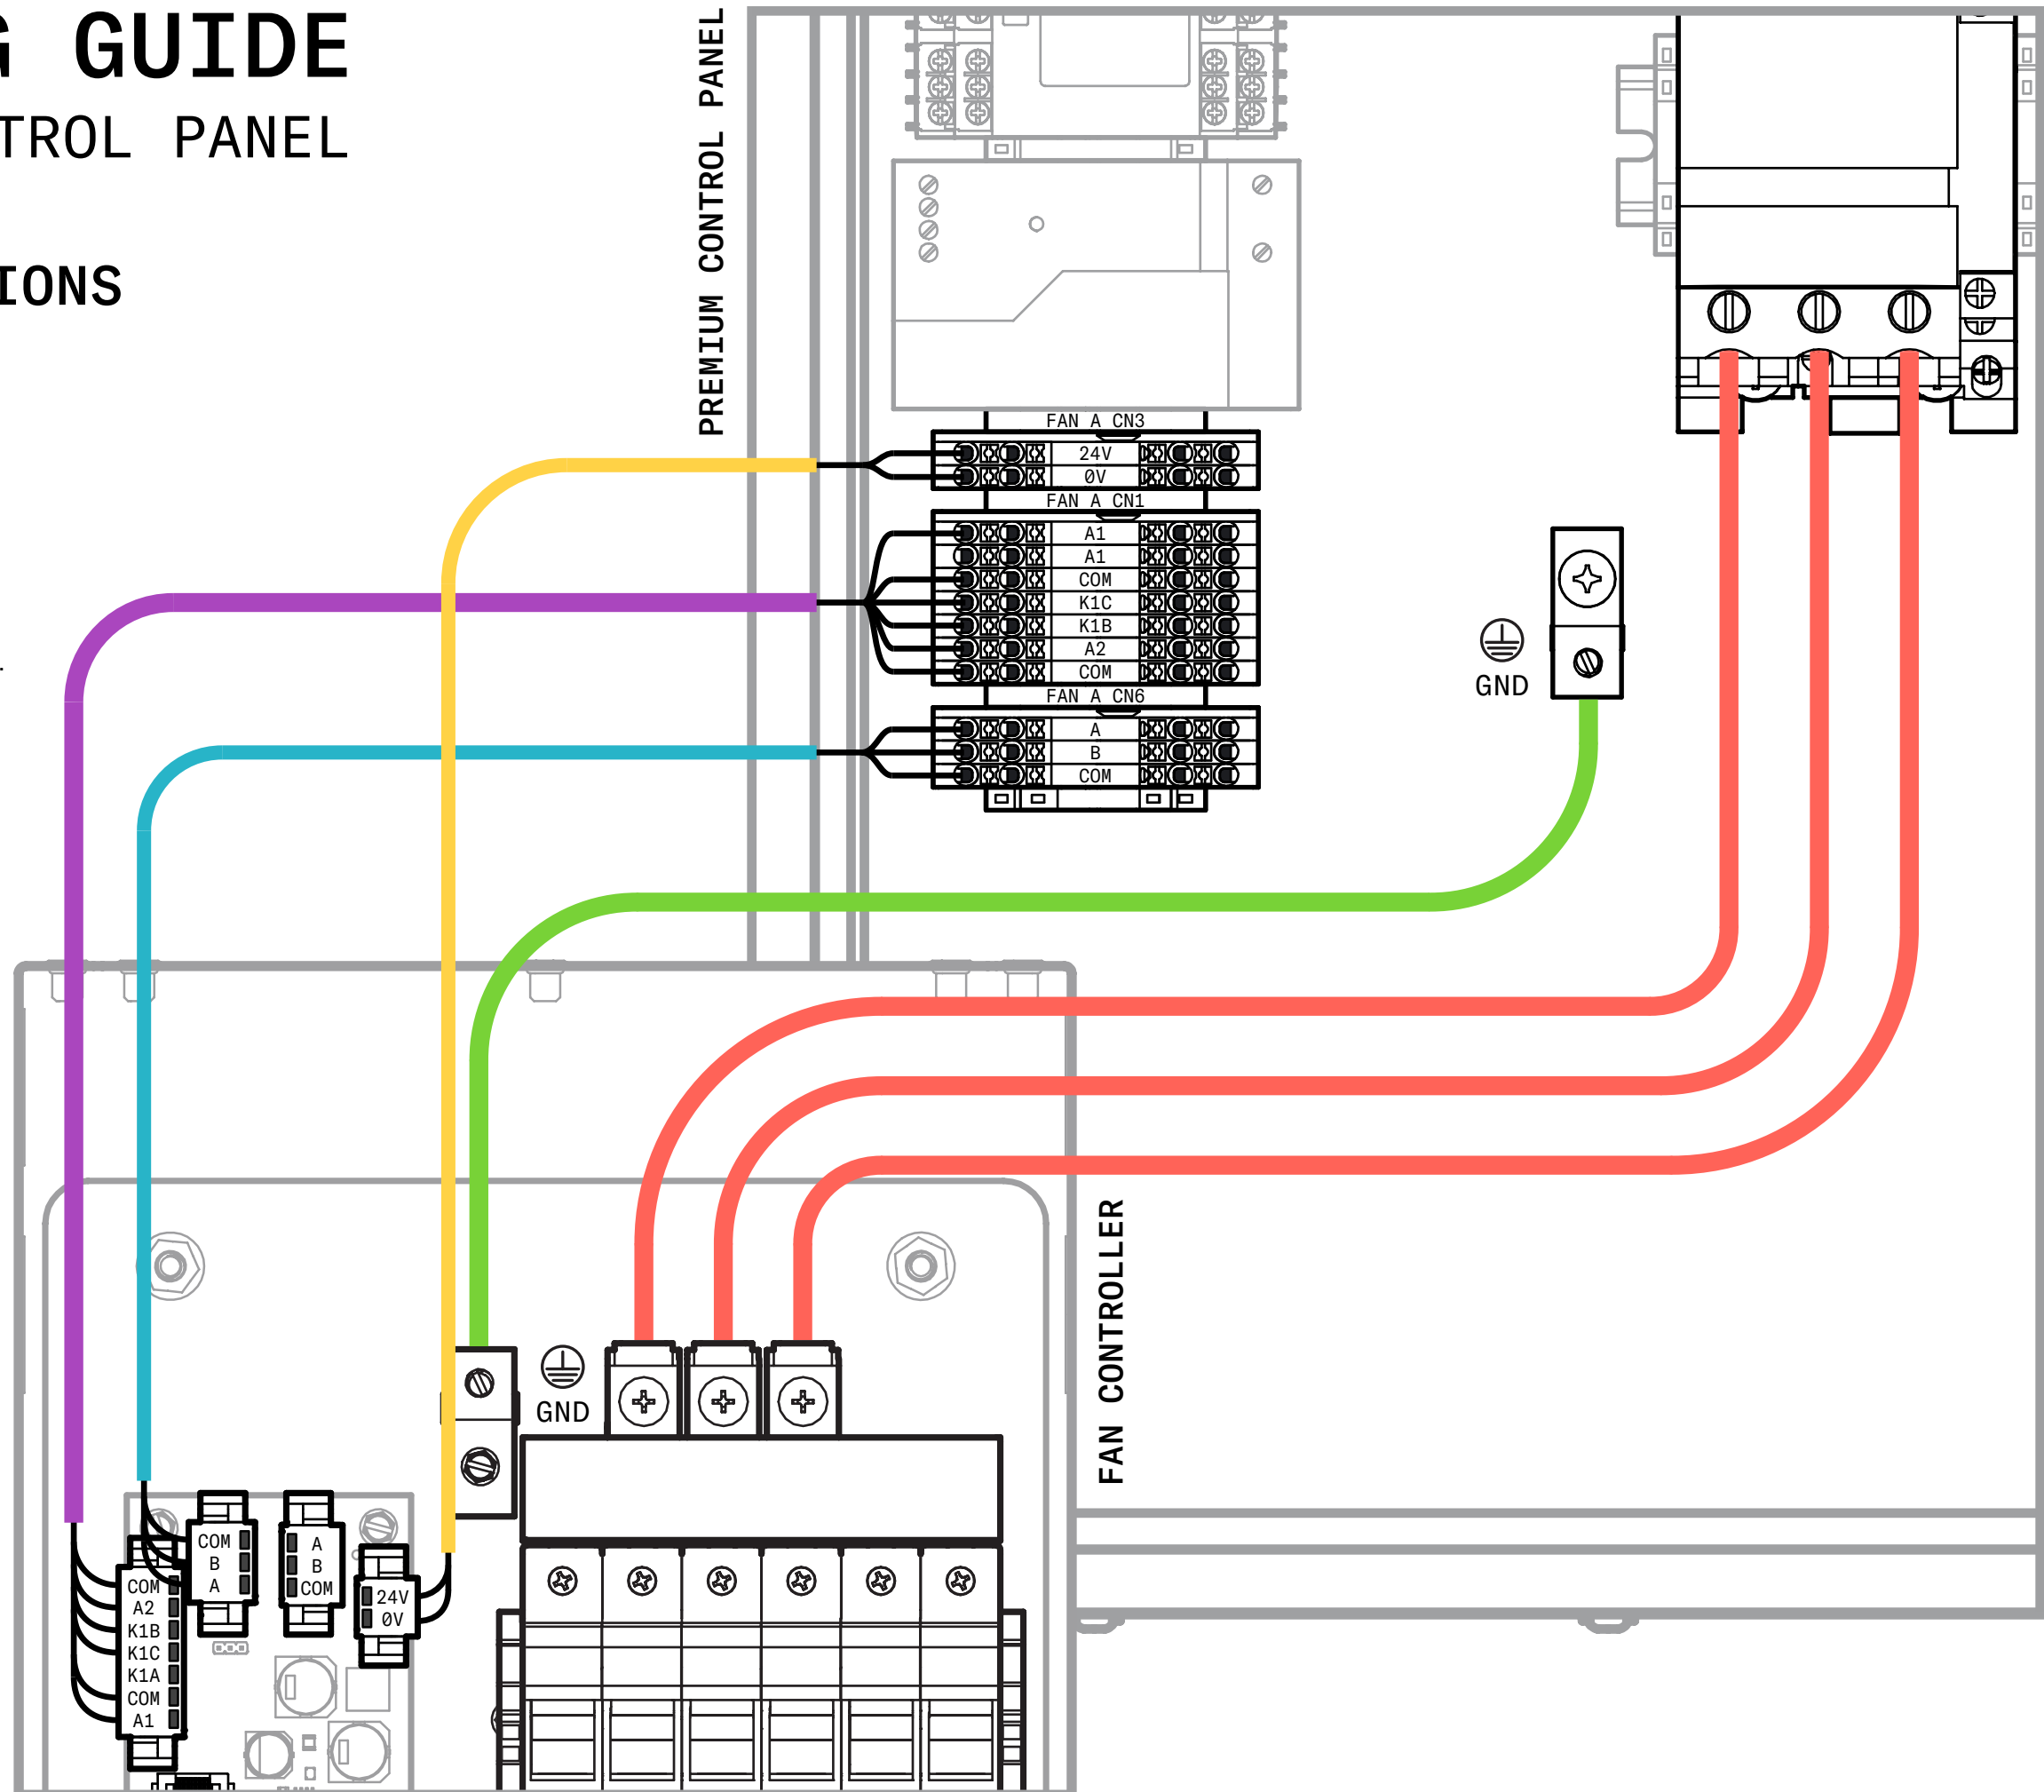 G GUIDE
TROL PANEL
IONS
PREMIUM CONTROL PANEL
FAN A CN3
24V
0V
FAN A CN1
A1
A1
COM
K1C
K1B
A2
COM
FAN A CN6
A
B
COM
GND
FAN CONTROLLER
GND
COM
B
A
A
B
COM
24V
0V
COM
A2
K1B
K1C
K1A
COM
A1